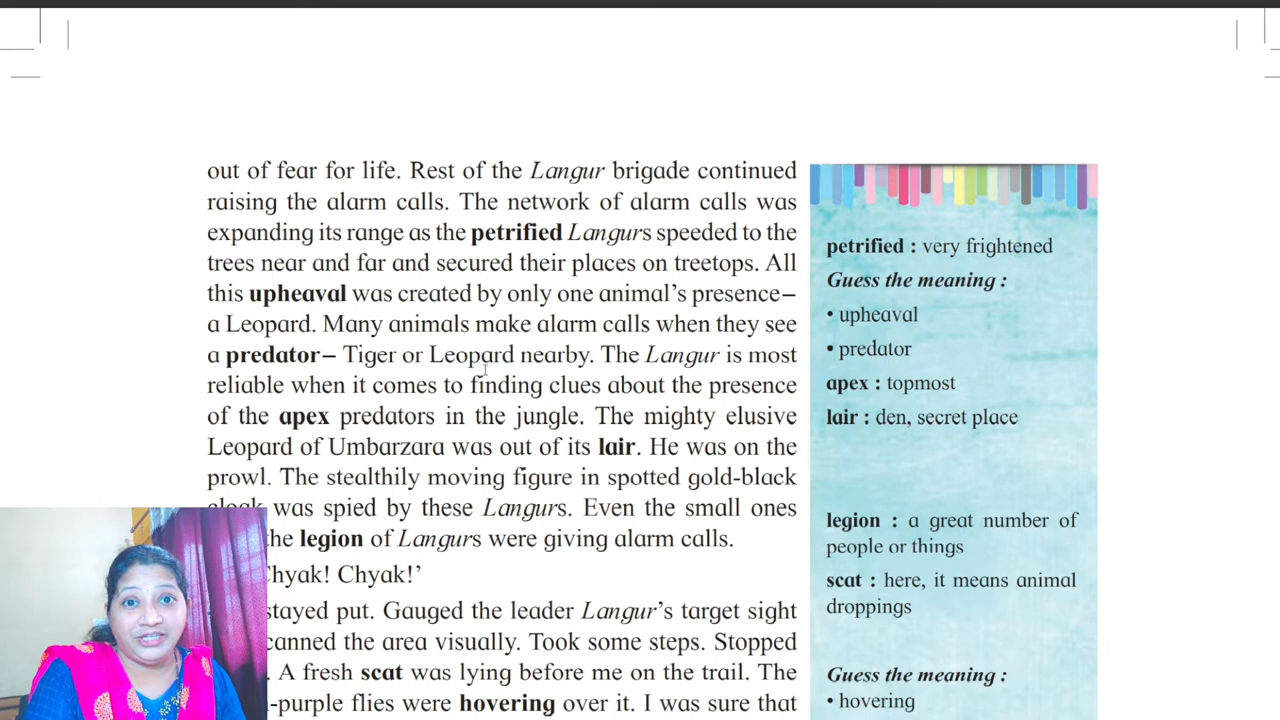 out of fear for life. Rest of the Langur brigade continued
raising the alarm calls. The network of alarm calls was
expanding its range as the petrified Langurs speeded to the
trees near and far and secured their places on treetops. All
this upheaval was created by only one animal's presence–
a Leopard. Many animals make alarm calls when they see
a predator– Tiger or Leopard nearby. The Langur is most
reliable when it comes to finding clues about the presence
of the apex predators in the jungle. The mighty elusive
Leopard of Umbarzara was out of its lair. He was on the
prowl. The stealthily moving figure in spotted gold-black
cloak was spied by these Langurs. Even the small ones
the legion of Langurs were giving alarm calls.
Chyak! Chyak!'
stayed put. Gauged the leader Langur's target sight
canned the area visually. Took some steps. Stopped
. A fresh scat was lying before me on the trail. The
-purple flies were hovering over it. I was sure that
petrified : very frightened
Guess the meaning :
• upheaval
• predator
apex : topmost
lair : den, secret place
legion : a great number of
people or things
scat : here, it means animal
droppings
Guess the meaning :
• hovering